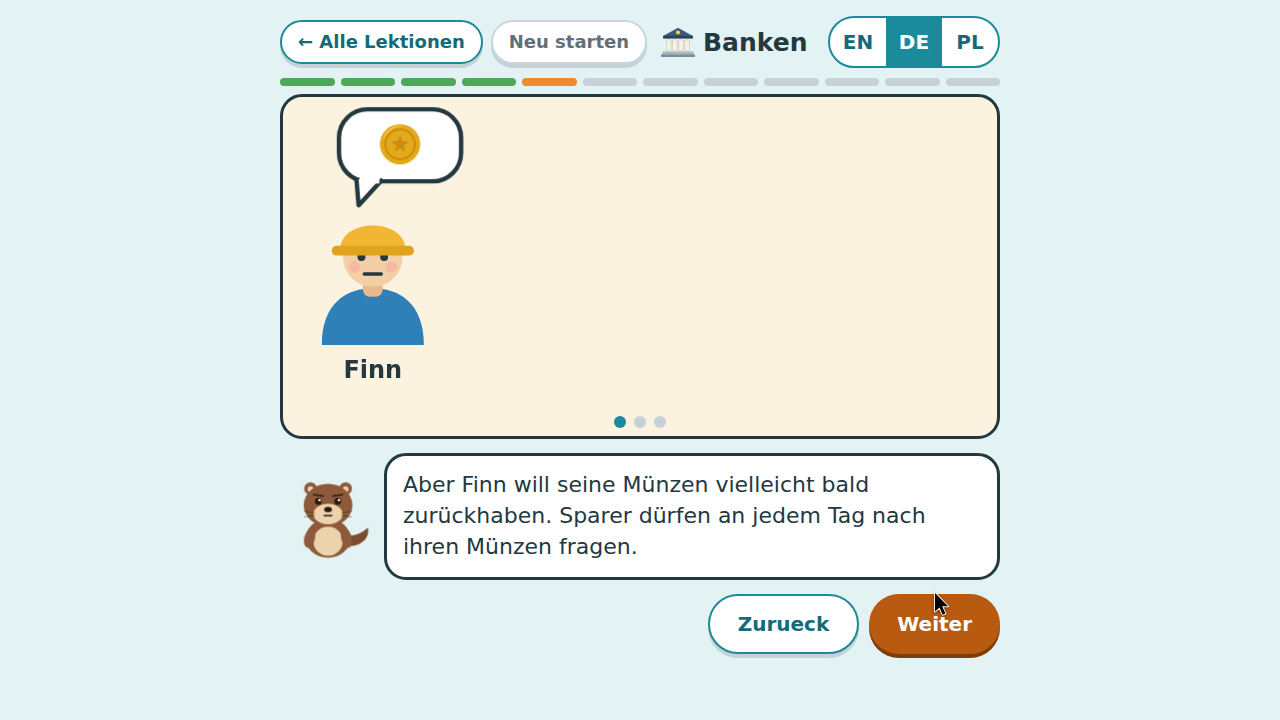 ← Alle Lektionen
Neu starten
Banken
EN
DE
PL
Finn
Aber Finn will seine Münzen vielleicht bald
zurückhaben. Sparer dürfen an jedem Tag nach
ihren Münzen fragen.
Zurueck
Weiter